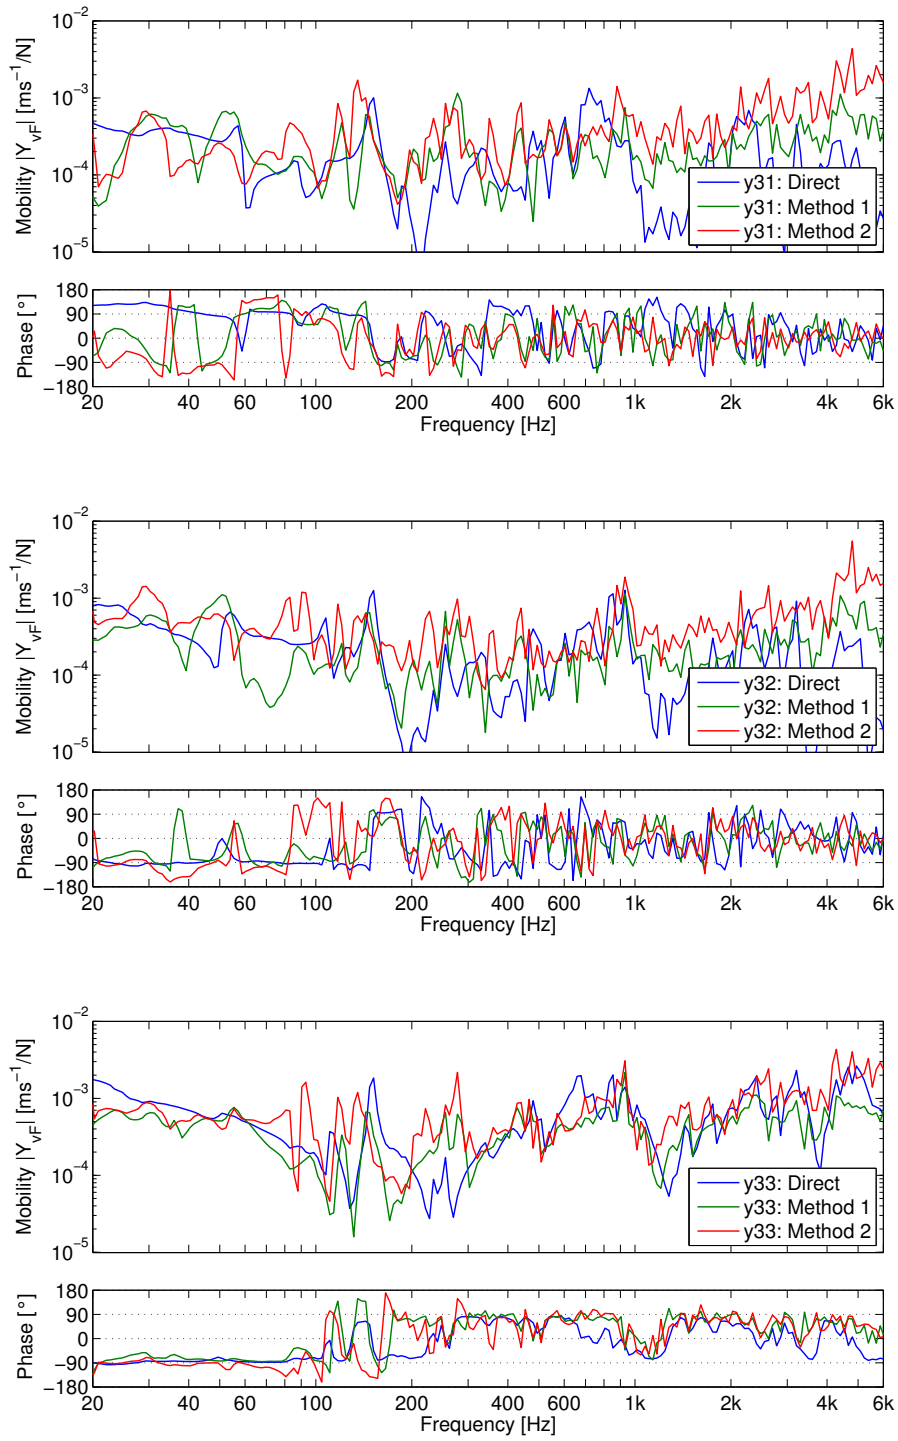 10⁻²
10⁻³
10⁻⁴
10⁻⁵
Mobility |Y_vF| [ms⁻¹/N]
y31: Direct
y31: Method 1
y31: Method 2
180
90
0
−90
−180
Phase [°]
20 40 60 100 200 400 600 1k 2k 4k 6k
Frequency [Hz]
10⁻²
10⁻³
10⁻⁴
10⁻⁵
Mobility |Y_vF| [ms⁻¹/N]
y32: Direct
y32: Method 1
y32: Method 2
180
90
0
−90
−180
Phase [°]
20 40 60 100 200 400 600 1k 2k 4k 6k
Frequency [Hz]
10⁻²
10⁻³
10⁻⁴
10⁻⁵
Mobility |Y_vF| [ms⁻¹/N]
y33: Direct
y33: Method 1
y33: Method 2
180
90
0
−90
−180
Phase [°]
20 40 60 100 200 400 600 1k 2k 4k 6k
Frequency [Hz]